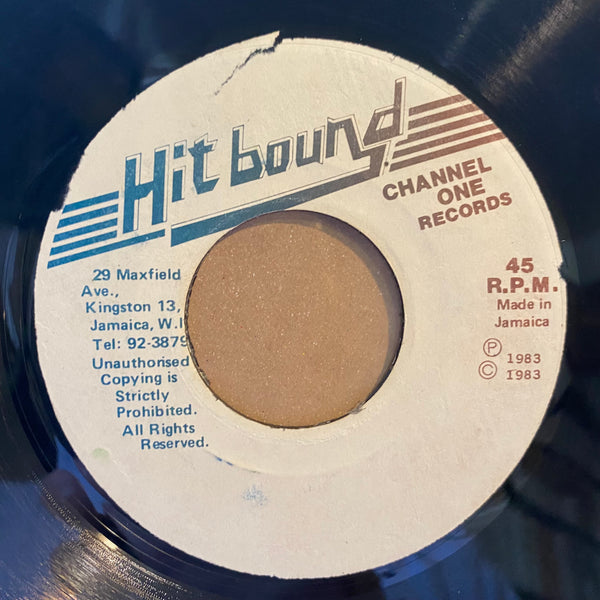 Hit bound
CHANNEL
ONE
RECORDS
29 Maxfield
Ave.,
Kingston 13,
Jamaica, W.I
Tel: 92-3879
Unauthorised
Copying is
Strictly
Prohibited.
All Rights
Reserved.
45
R.P.M.
Made in
Jamaica
Ⓟ 1983
© 1983